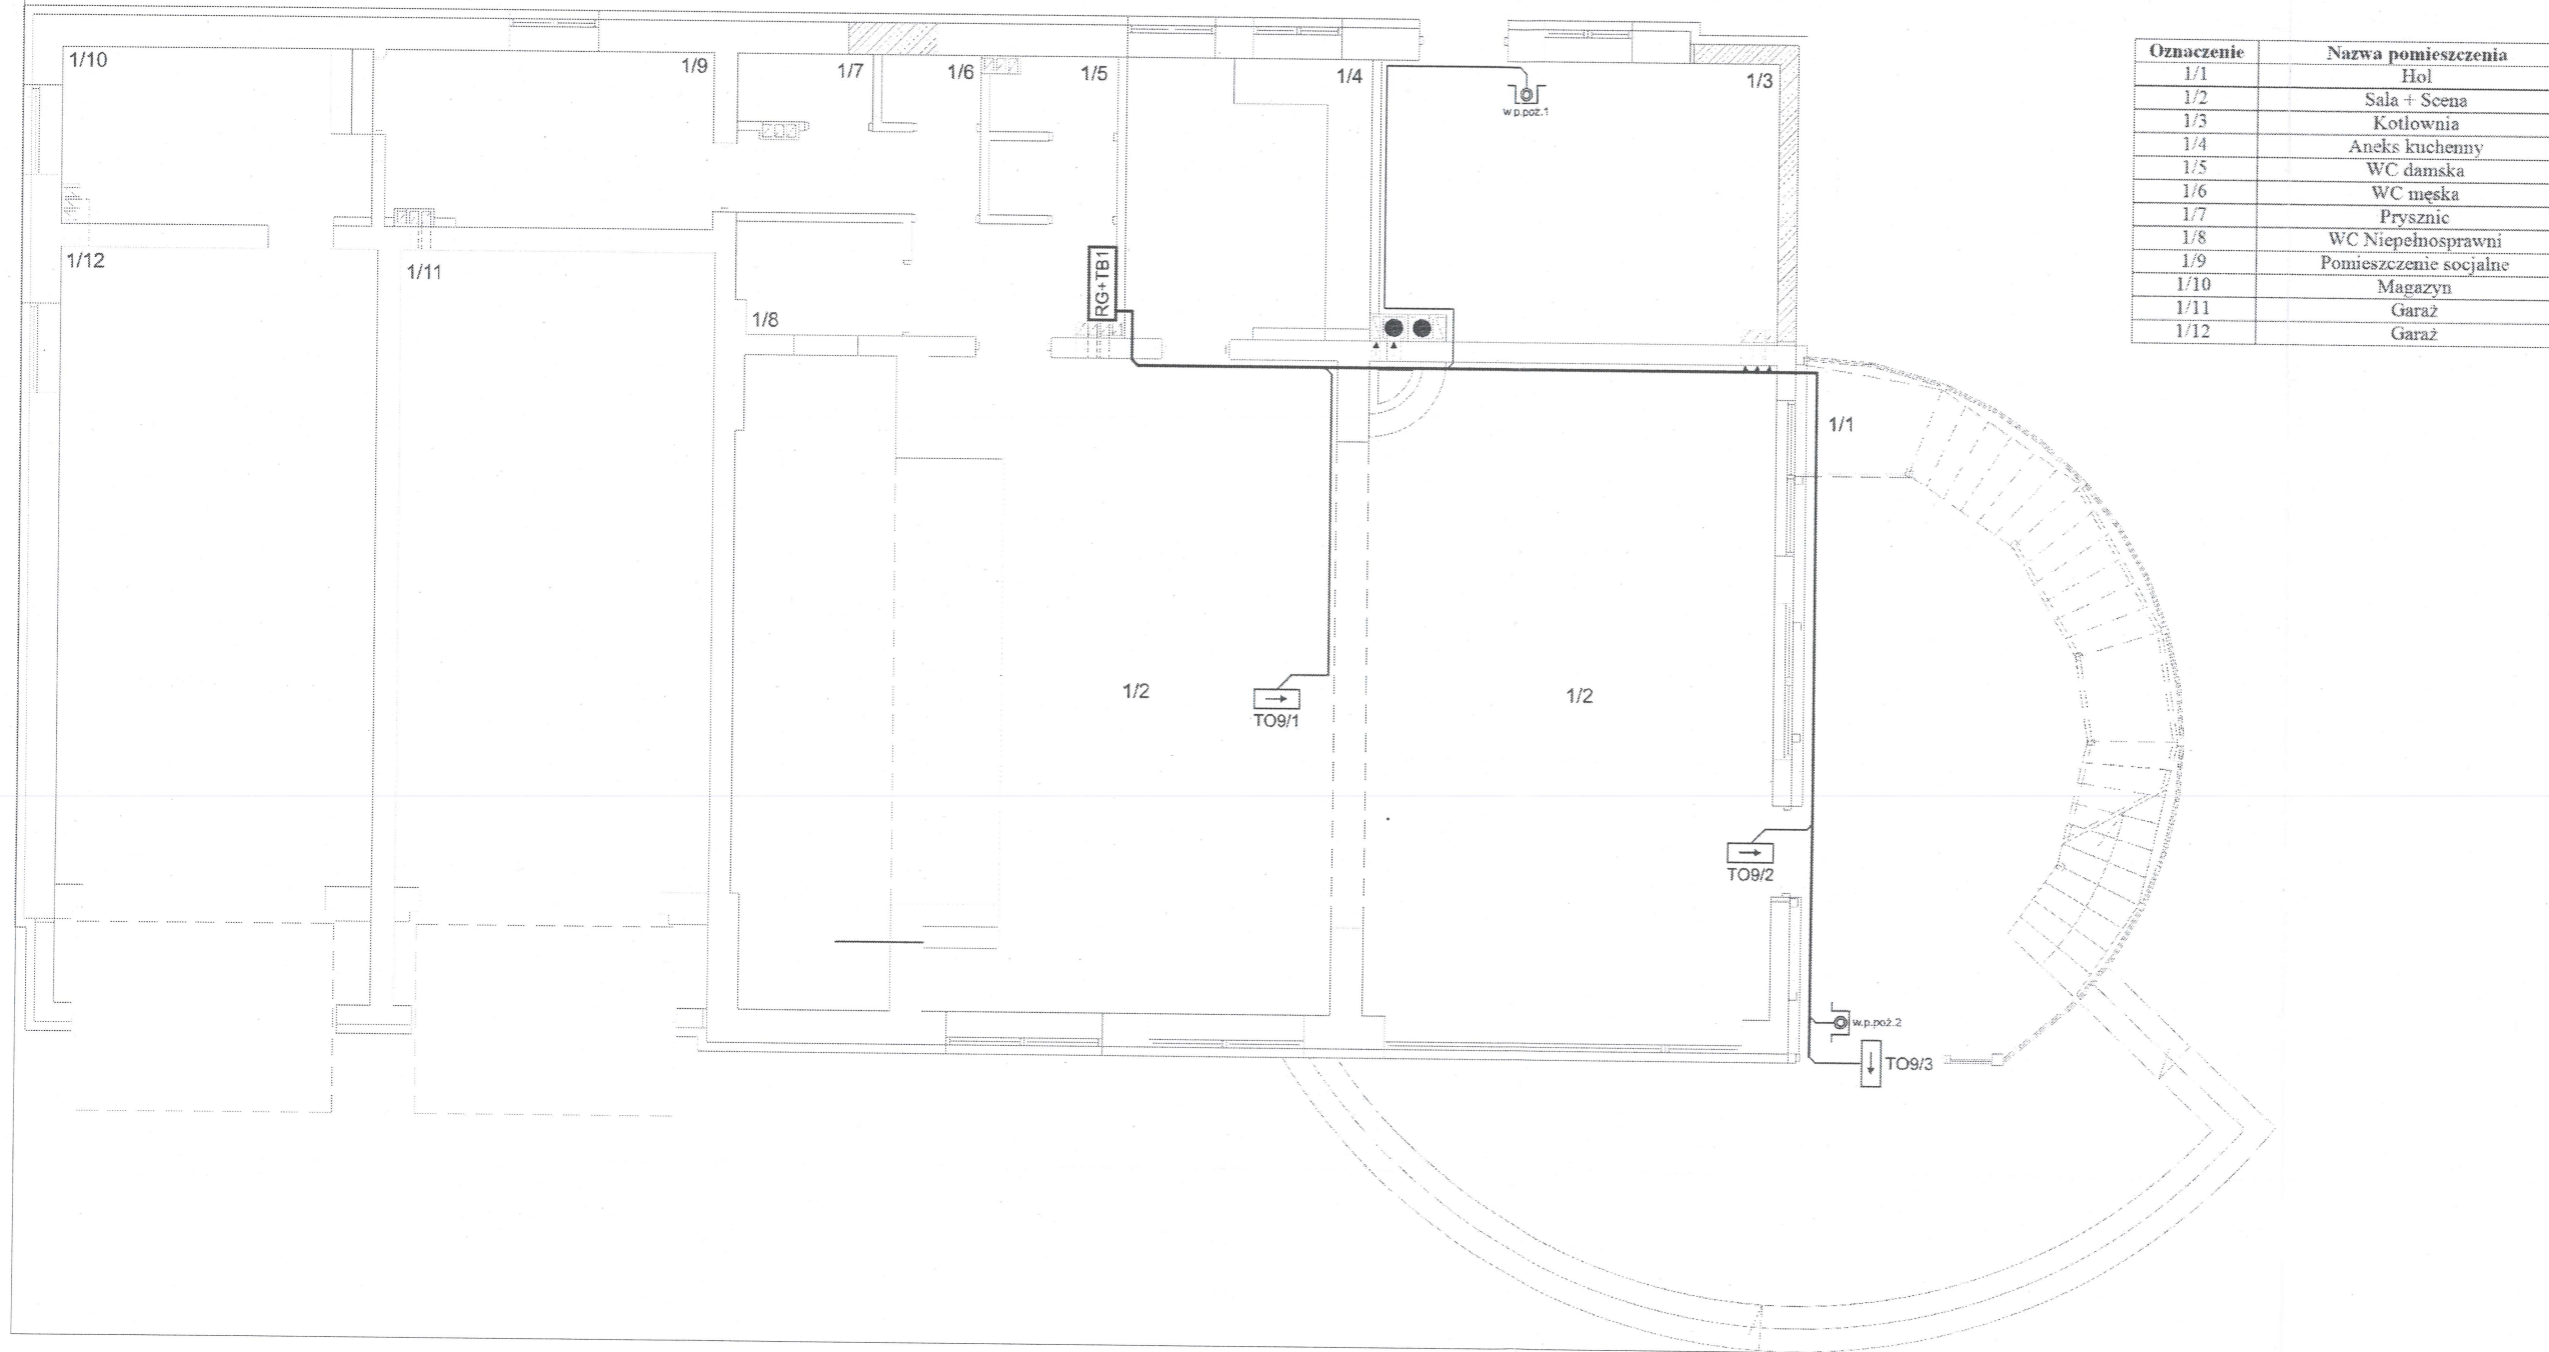 1/10
1/9
1/7
1/6
1/5
1/4
1/3
w.p.poż.1
1/12
1/11
RG+TB1
1/8
1/1
1/2
1/2
TO9/1
TO9/2
w.p.poż.2
TO9/3
Oznaczenie Nazwa pomieszczenia
1/1 Hol
1/2 Sala + Scena
1/3 Kotłownia
1/4 Aneks kuchenny
1/5 WC damska
1/6 WC męska
1/7 Prysznic
1/8 WC Niepełnosprawni
1/9 Pomieszczenie socjalne
1/10 Magazyn
1/11 Garaż
1/12 Garaż